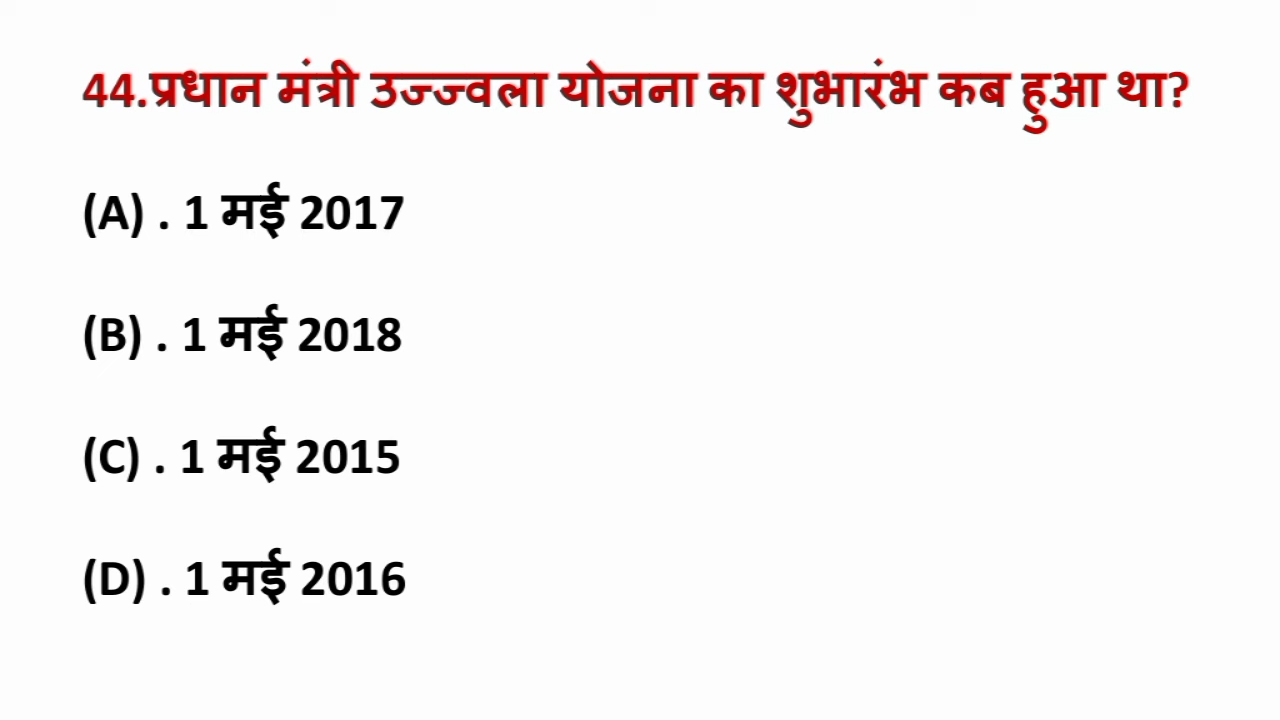 44.प्रधान मंत्री उज्ज्वला योजना का शुभारंभ कब हुआ था?
(A) . 1 मई 2017
(B) . 1 मई 2018
(C) . 1 मई 2015
(D) . 1 मई 2016